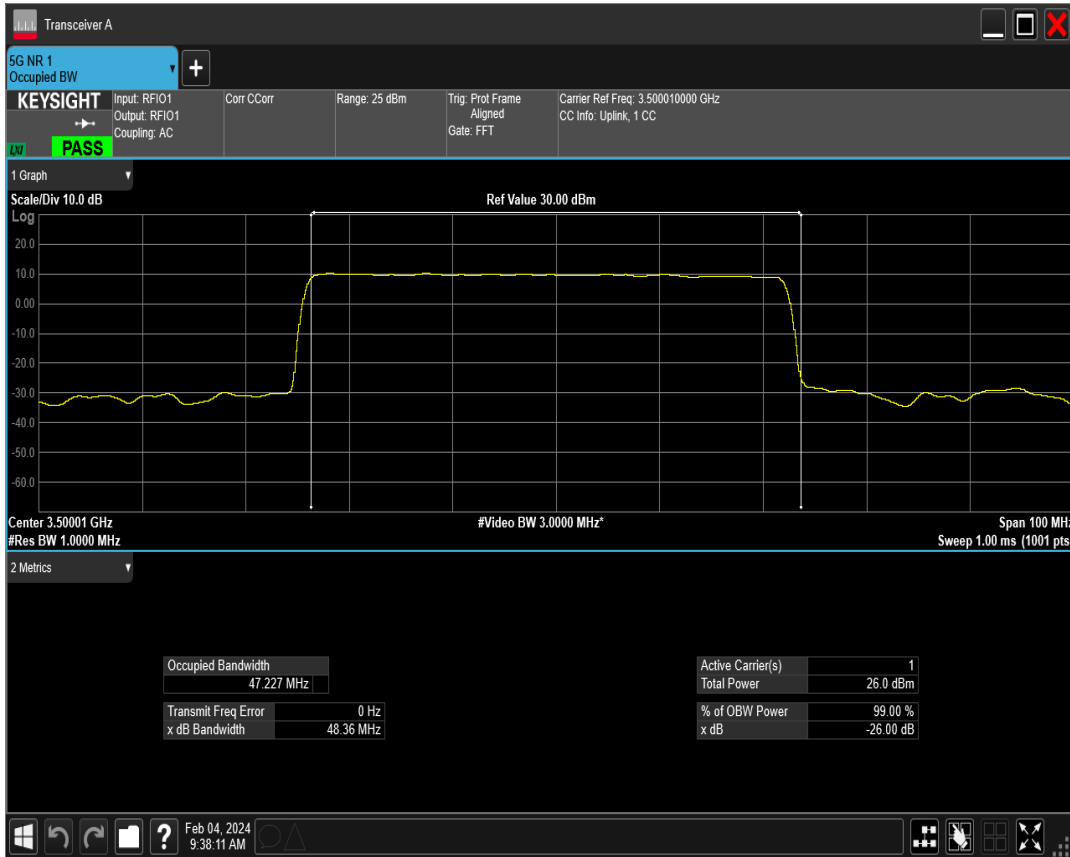 Transceiver A
5G NR 1
Occupied BW
+
KEYSIGHT
LXI
PASS
Input: RFIO1
Output: RFIO1
Coupling: AC
Corr CCorr
Range: 25 dBm
Trig: Prot Frame
Aligned
Gate: FFT
Carrier Ref Freq: 3.500010000 GHz
CC Info: Uplink, 1 CC
1 Graph
Scale/Div 10.0 dB
Ref Value 30.00 dBm
Log
20.0
10.0
0.00
-10.0
-20.0
-30.0
-40.0
-50.0
-60.0
Center 3.50001 GHz
#Video BW 3.0000 MHz*
Span 100 MHz
#Res BW 1.0000 MHz
Sweep 1.00 ms (1001 pts
2 Metrics
Occupied Bandwidth
47.227 MHz
Transmit Freq Error 0 Hz
x dB Bandwidth 48.36 MHz
Active Carrier(s) 1
Total Power 26.0 dBm
% of OBW Power 99.00 %
x dB -26.00 dB
?
Feb 04, 2024
9:38:11 AM